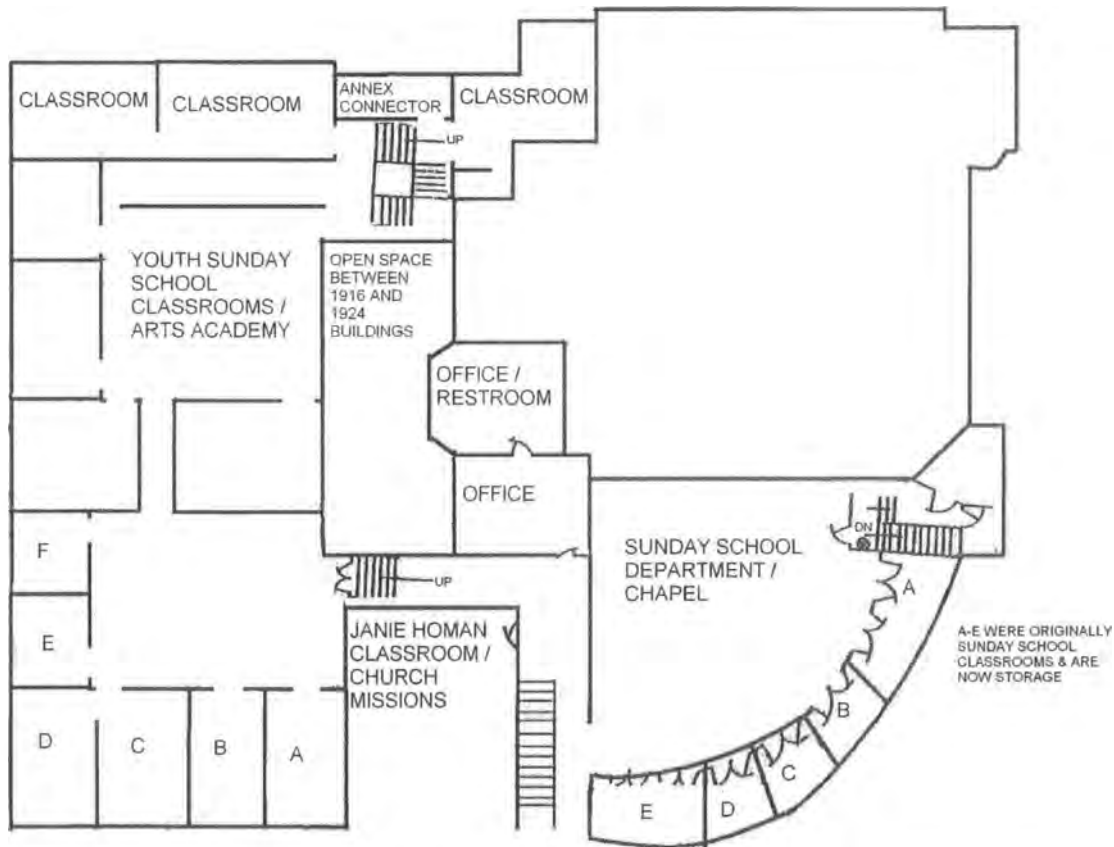 CLASSROOM
CLASSROOM
ANNEX
CONNECTOR
CLASSROOM
UP
YOUTH SUNDAY
SCHOOL
CLASSROOMS /
ARTS ACADEMY
OPEN SPACE
BETWEEN
1916 AND
1924
BUILDINGS
OFFICE /
RESTROOM
OFFICE
SUNDAY SCHOOL
DEPARTMENT /
CHAPEL
DN
UP
F
E
D
C
B
A
JANIE HOMAN
CLASSROOM /
CHURCH
MISSIONS
A
B
C
D
E
A-E WERE ORIGINALLY
SUNDAY SCHOOL
CLASSROOMS & ARE
NOW STORAGE